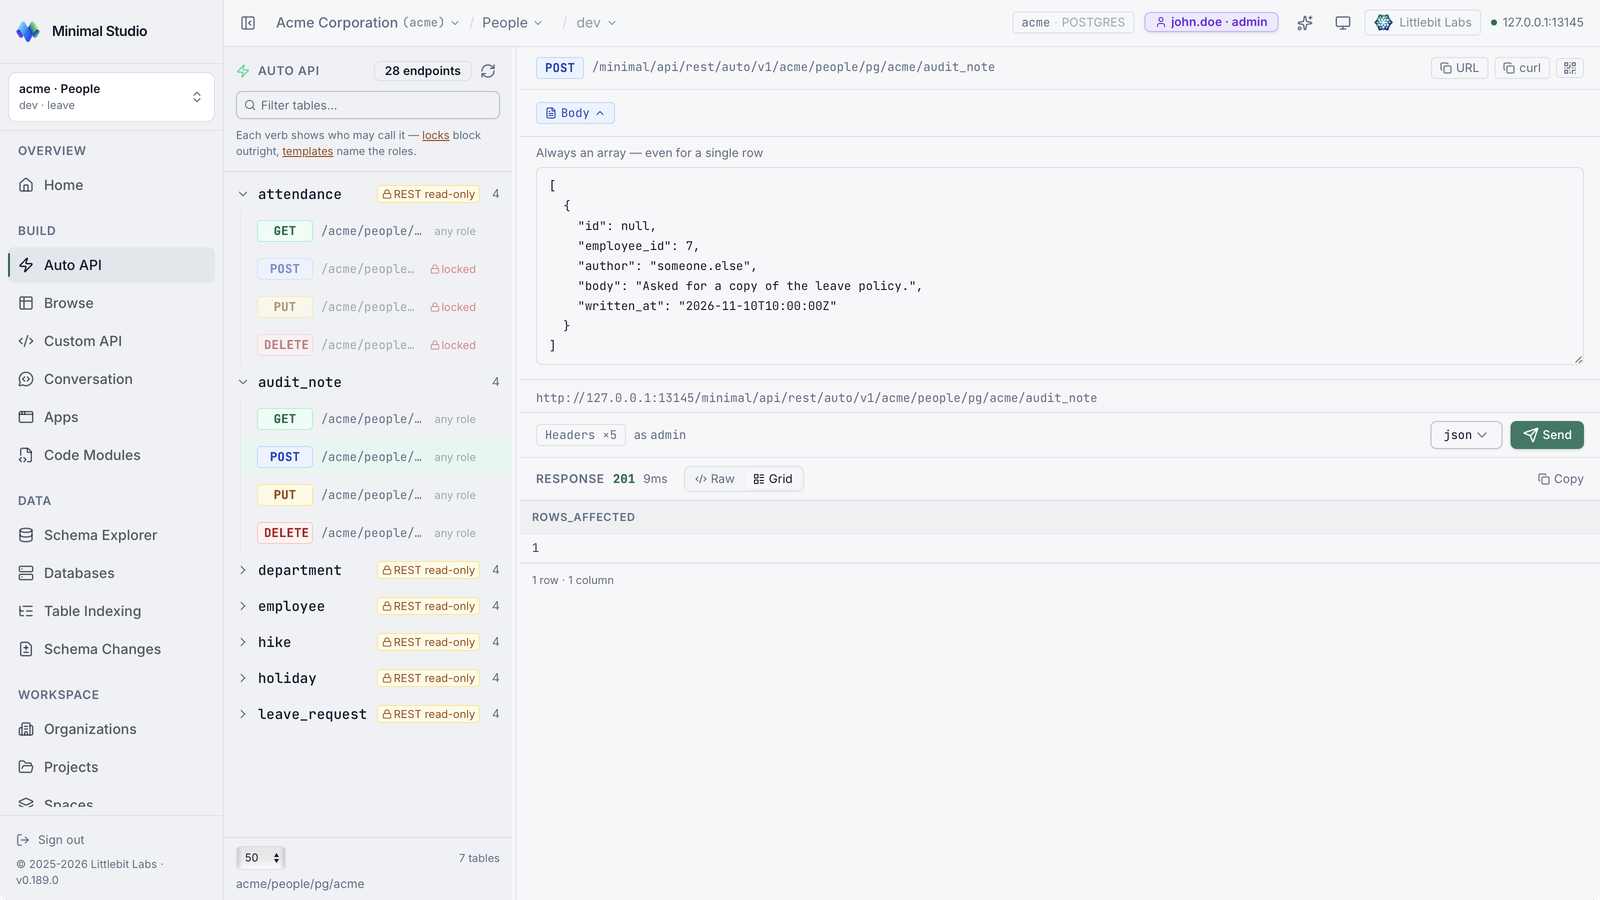 Minimal Studio
acme · People
dev · leave
OVERVIEW
Home
BUILD
Auto API
Browse
Custom API
Conversation
Apps
Code Modules
DATA
Schema Explorer
Databases
Table Indexing
Schema Changes
WORKSPACE
Organizations
Projects
Spaces
Sign out
© 2025-2026 Littlebit Labs ·
v0.189.0
Acme Corporation (acme) / People / dev
acme · POSTGRES
john.doe · admin
Littlebit Labs
127.0.0.1:13145
AUTO API
28 endpoints
Filter tables...
Each verb shows who may call it — locks block
outright, templates name the roles.
attendance REST read-only 4
GET /acme/people/… any role
POST /acme/people… locked
PUT /acme/people… locked
DELETE /acme/people… locked
audit_note 4
GET /acme/people/… any role
POST /acme/people/… any role
PUT /acme/people/… any role
DELETE /acme/people/… any role
department REST read-only 4
employee REST read-only 4
hike REST read-only 4
holiday REST read-only 4
leave_request REST read-only 4
50
7 tables
acme/people/pg/acme
POST /minimal/api/rest/auto/v1/acme/people/pg/acme/audit_note
URL
curl
Body
Always an array — even for a single row
[
{
"id": null,
"employee_id": 7,
"author": "someone.else",
"body": "Asked for a copy of the leave policy.",
"written_at": "2026-11-10T10:00:00Z"
}
]
http://127.0.0.1:13145/minimal/api/rest/auto/v1/acme/people/pg/acme/audit_note
Headers ×5
as admin
json
Send
RESPONSE 201 9ms
Raw
Grid
Copy
ROWS_AFFECTED
1
1 row · 1 column